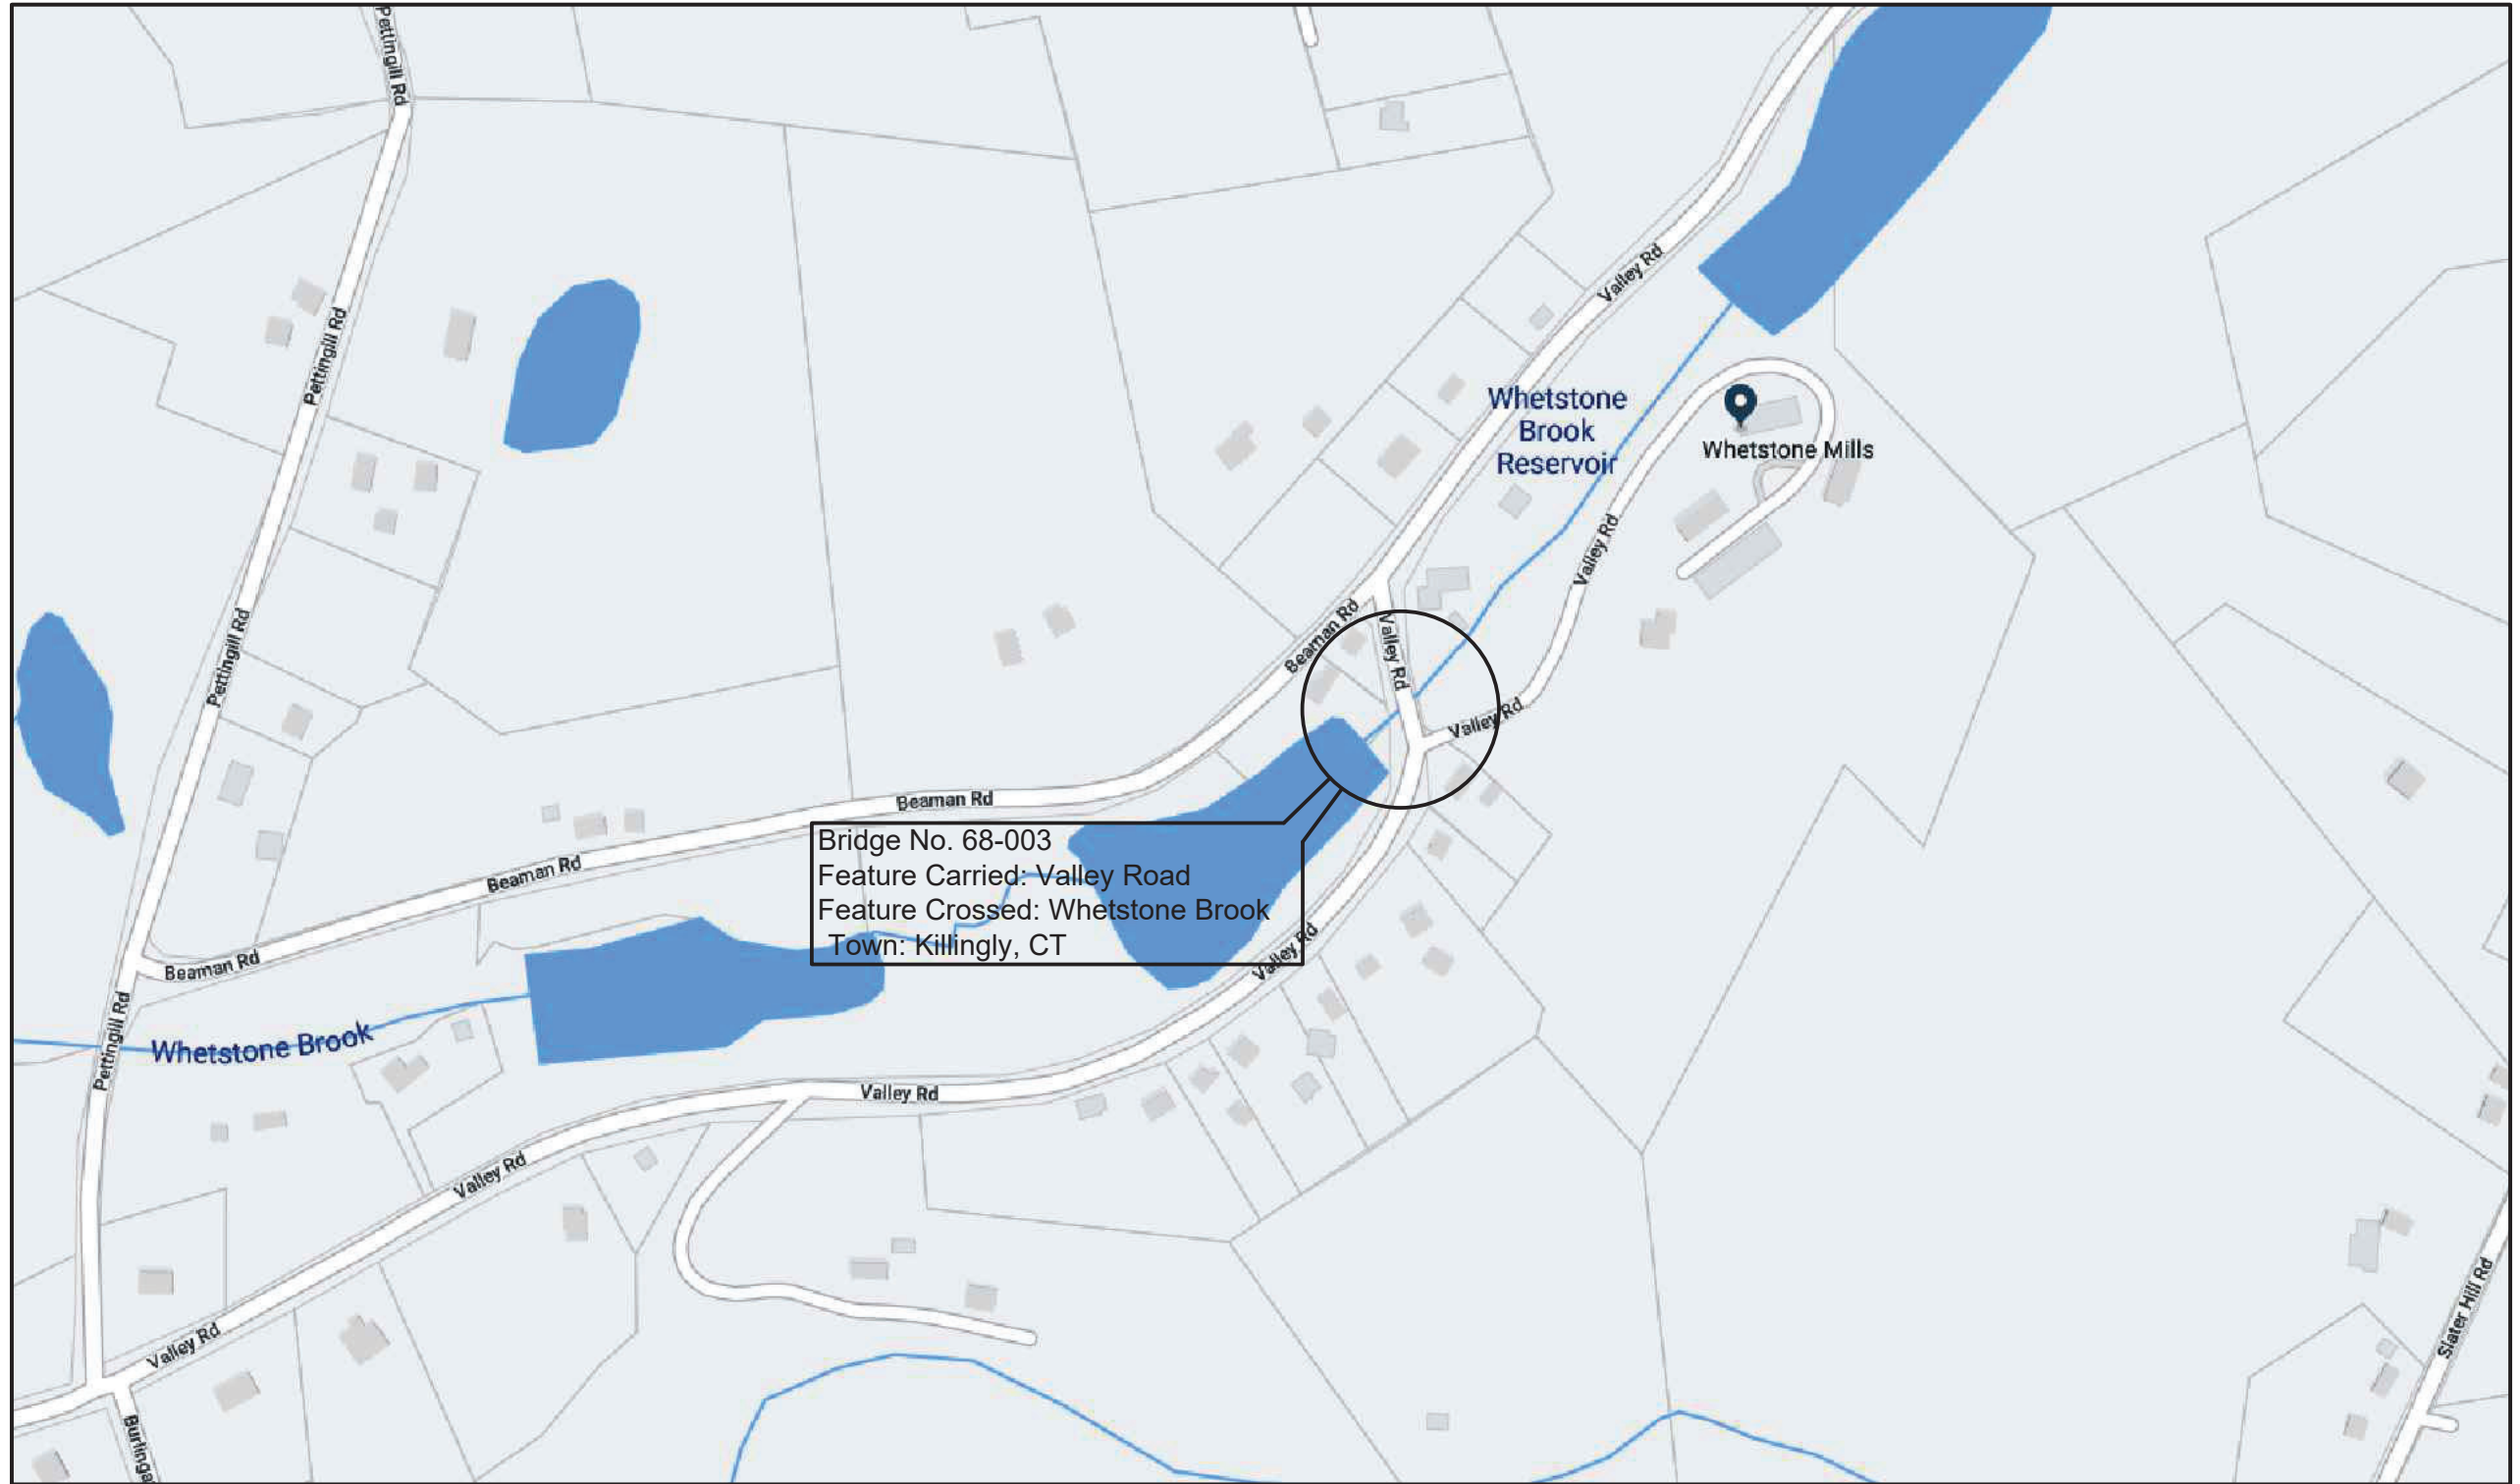 Pettingill Rd
Valley Rd
Pettingill Rd
Whetstone
Brook
Reservoir
Whetstone Mills
Valley Rd
Beaman Rd
Valley Rd
Pettingill Rd
Valley Rd
Beaman Rd
Bridge No. 68-003
Feature Carried: Valley Road
Feature Crossed: Whetstone Brook
Town: Killingly, CT
Beaman Rd
Valley Rd
Beaman Rd
Pettingill Rd
Whetstone Brook
Valley Rd
Valley Rd
Slater Hill Rd
Valley Rd
Burlinga